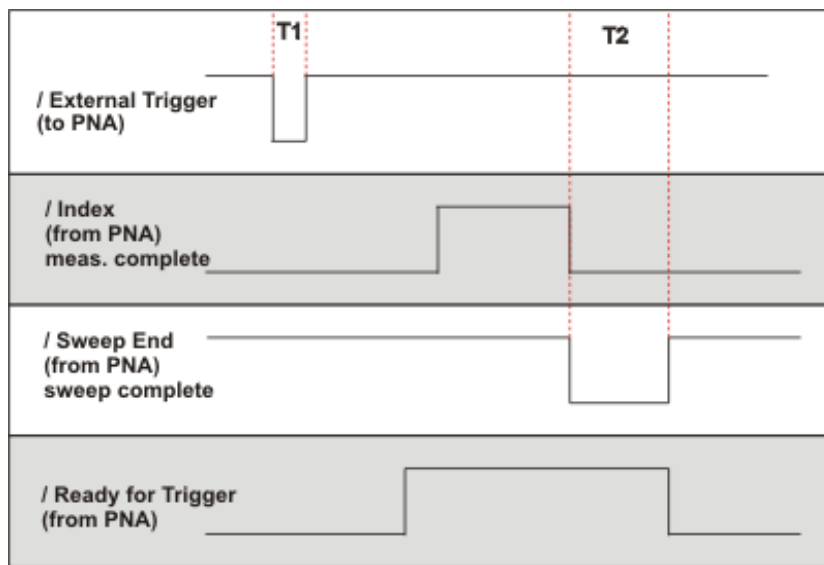 T1
T2
/ External Trigger
(to PNA)
/ Index
(from PNA)
meas. complete
/ Sweep End
(from PNA)
sweep complete
/ Ready for Trigger
(from PNA)